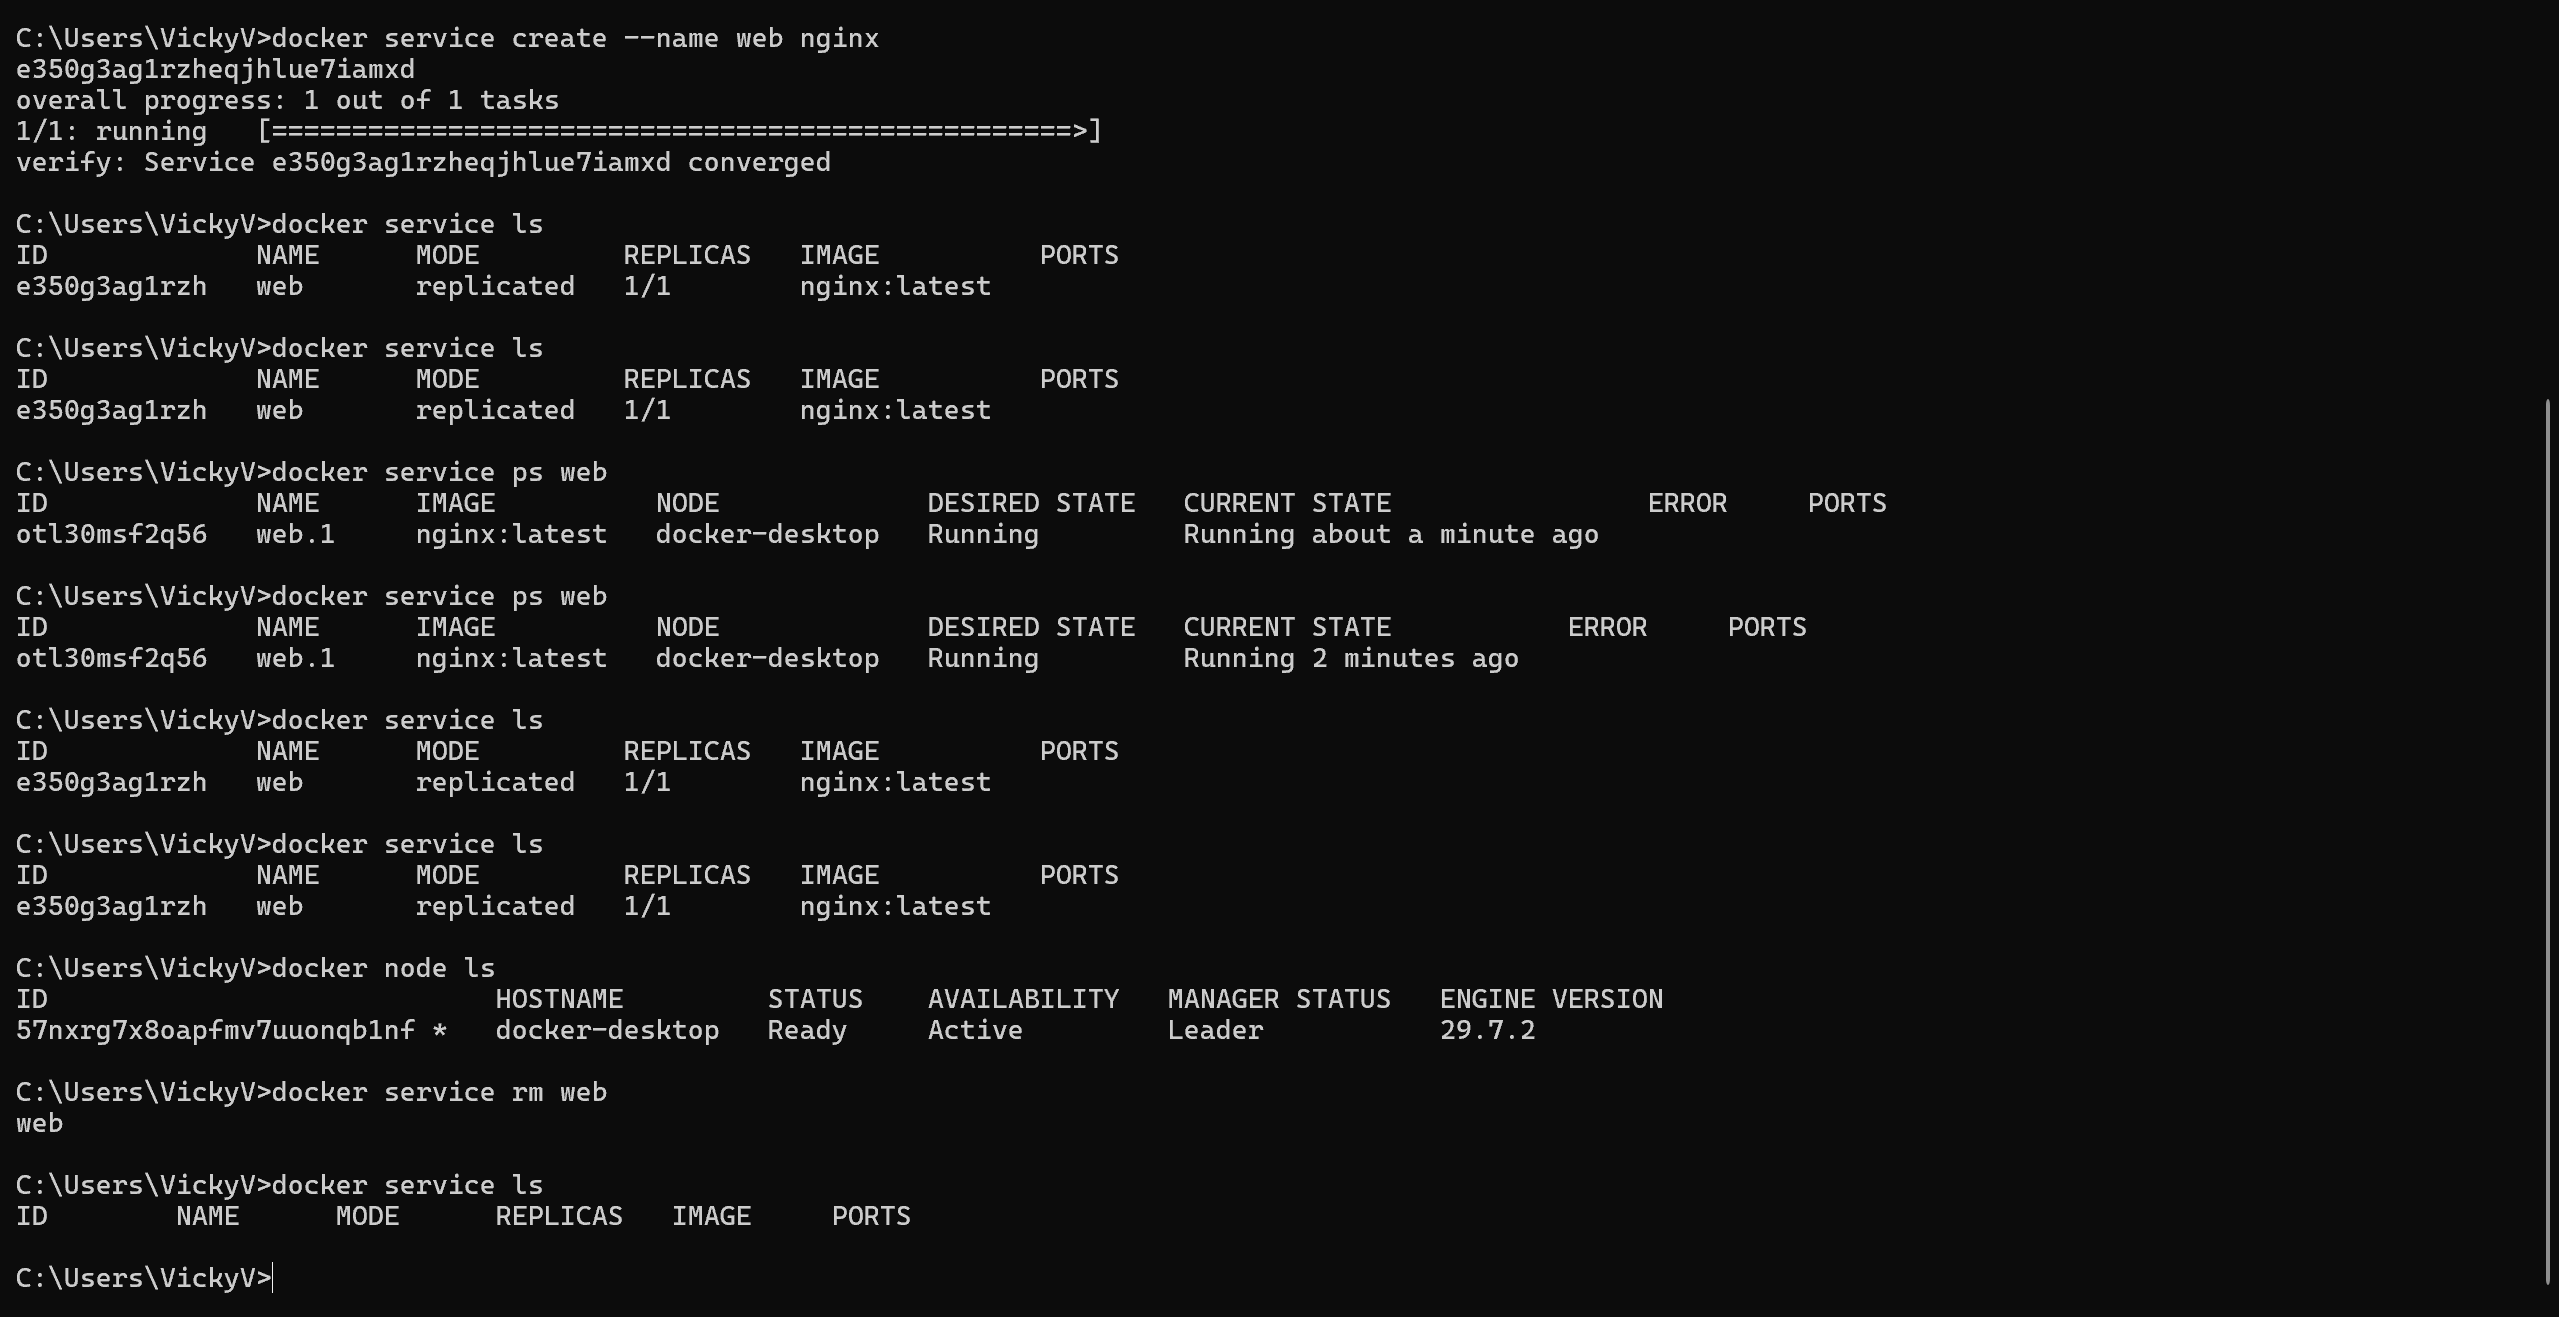 C:\Users\VickyV>docker service create --name web nginx
e350g3ag1rzheqjhlue7iamxd
overall progress: 1 out of 1 tasks
1/1: running   [==================================================>]
verify: Service e350g3ag1rzheqjhlue7iamxd converged
C:\Users\VickyV>docker service ls
ID             NAME      MODE         REPLICAS   IMAGE          PORTS
e350g3ag1rzh   web       replicated   1/1        nginx:latest
C:\Users\VickyV>docker service ls
ID             NAME      MODE         REPLICAS   IMAGE          PORTS
e350g3ag1rzh   web       replicated   1/1        nginx:latest
C:\Users\VickyV>docker service ps web
ID             NAME      IMAGE          NODE             DESIRED STATE   CURRENT STATE                ERROR     PORTS
otl30msf2q56   web.1     nginx:latest   docker-desktop   Running         Running about a minute ago
C:\Users\VickyV>docker service ps web
ID             NAME      IMAGE          NODE             DESIRED STATE   CURRENT STATE           ERROR     PORTS
otl30msf2q56   web.1     nginx:latest   docker-desktop   Running         Running 2 minutes ago
C:\Users\VickyV>docker service ls
ID             NAME      MODE         REPLICAS   IMAGE          PORTS
e350g3ag1rzh   web       replicated   1/1        nginx:latest
C:\Users\VickyV>docker service ls
ID             NAME      MODE         REPLICAS   IMAGE          PORTS
e350g3ag1rzh   web       replicated   1/1        nginx:latest
C:\Users\VickyV>docker node ls
ID                            HOSTNAME         STATUS    AVAILABILITY   MANAGER STATUS   ENGINE VERSION
57nxrg7x8oapfmv7uuonqb1nf *   docker-desktop   Ready     Active         Leader           29.7.2
C:\Users\VickyV>docker service rm web
web
C:\Users\VickyV>docker service ls
ID        NAME      MODE      REPLICAS   IMAGE     PORTS
C:\Users\VickyV>